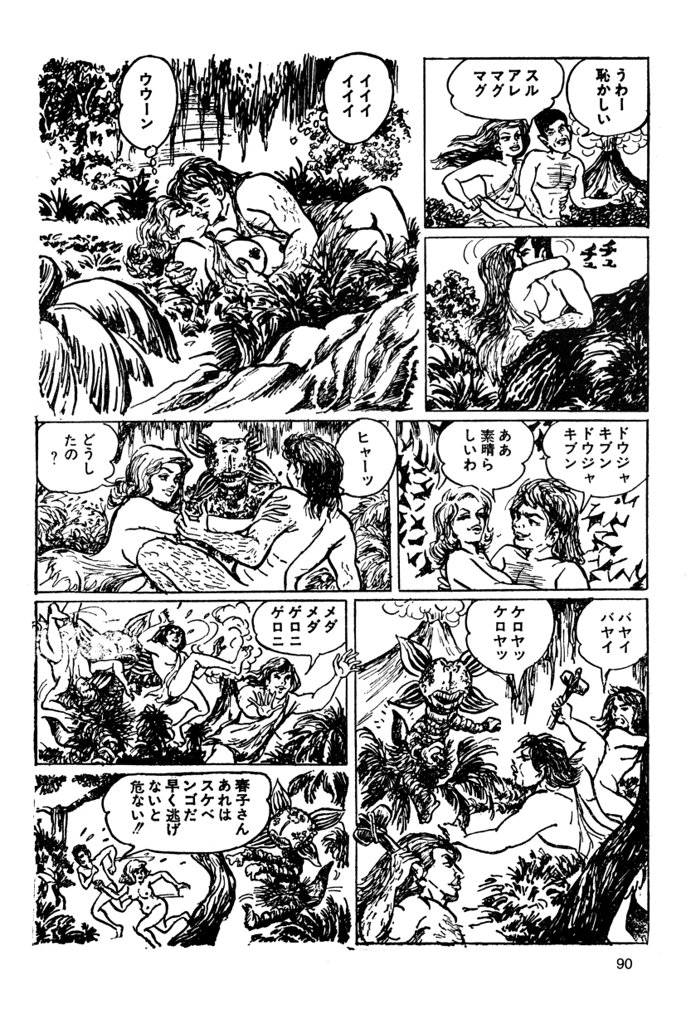 うわー
恥かしい
スル
アレ
マグ
マグ
チュ
チュ
イイイ
イイイ
ウウーン
ドウジャ
キブン
ドウジャ
キブン
ああ
素晴ら
しいわ
ヒャーッ
どうし
たの?
バヤイ
バヤイ
ケロヤッ
ケロヤッ
メダ
ゲロニ
メダ
ゲロニ
春子さん
あれは
スケベ
ンゴだ
早く逃げ
ないと
危ない!!
90